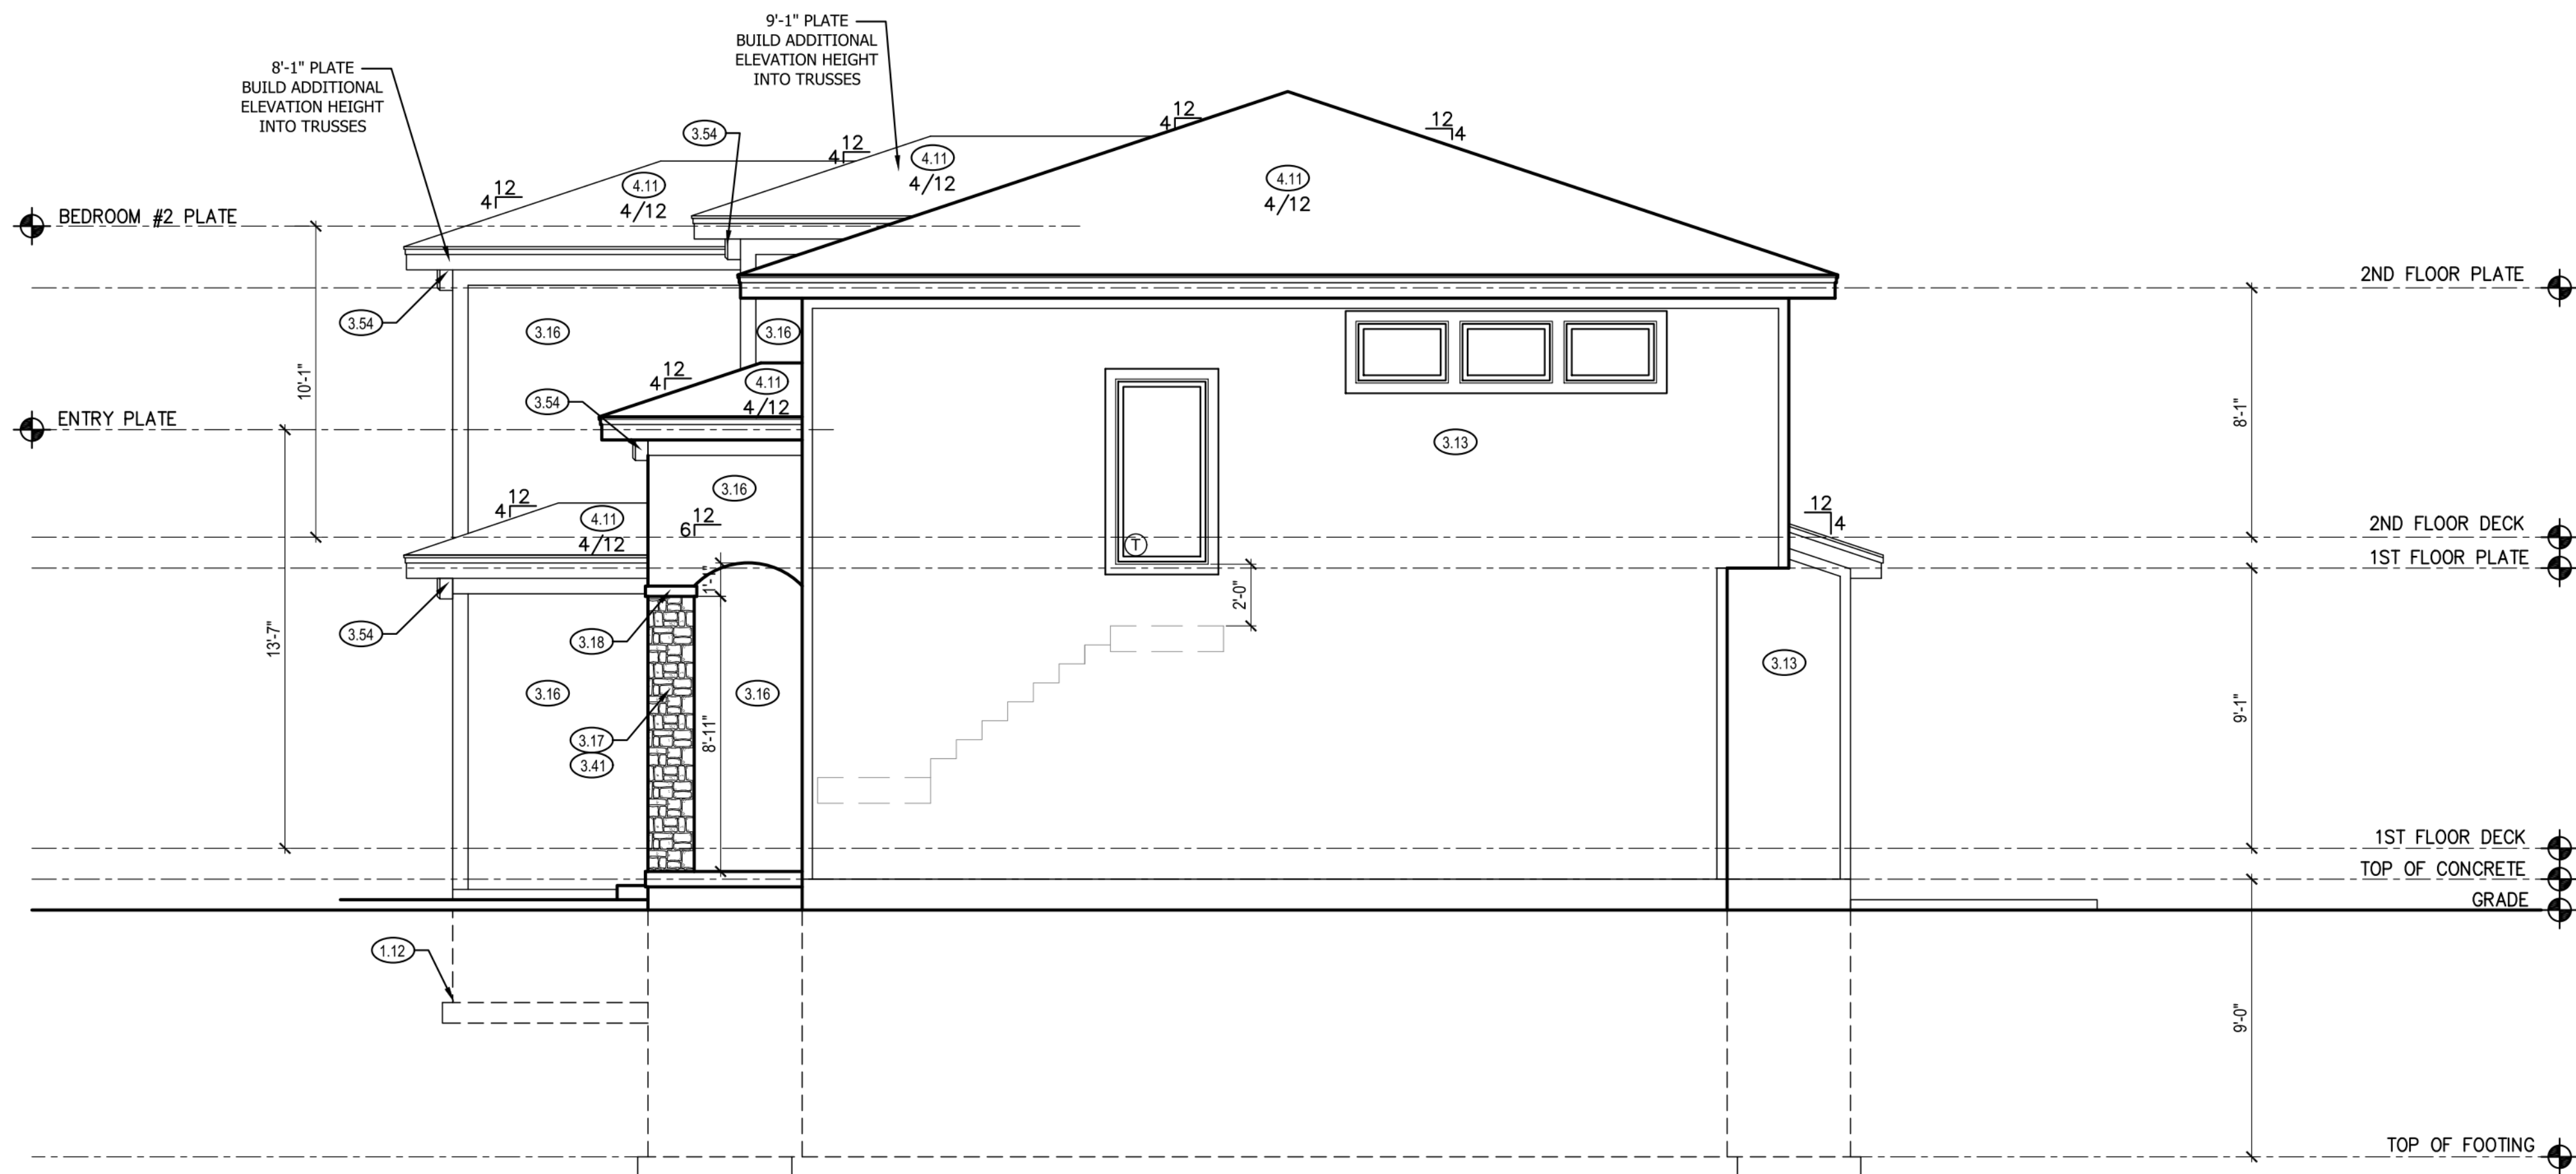 9'-1" PLATE
BUILD ADDITIONAL
ELEVATION HEIGHT
INTO TRUSSES
8'-1" PLATE
BUILD ADDITIONAL
ELEVATION HEIGHT
INTO TRUSSES
3.54
12
4
12
4
12
4
12
4
4.11
4/12
4.11
4/12
4.11
4/12
12
4
BEDROOM #2 PLATE
2ND FLOOR PLATE
3.54
3.16
3.16
10'-1"
12
4
4.11
4/12
3.54
ENTRY PLATE
8'-1"
3.13
3.16
12
4
4.11
4/12
12
6
12
4
2ND FLOOR DECK
1ST FLOOR PLATE
T
1'-1"
2'-0"
3.54
3.18
13'-7"
3.13
3.16
3.16
3.17
3.41
8'-11"
9'-1"
1ST FLOOR DECK
TOP OF CONCRETE
GRADE
1.12
9'-0"
TOP OF FOOTING